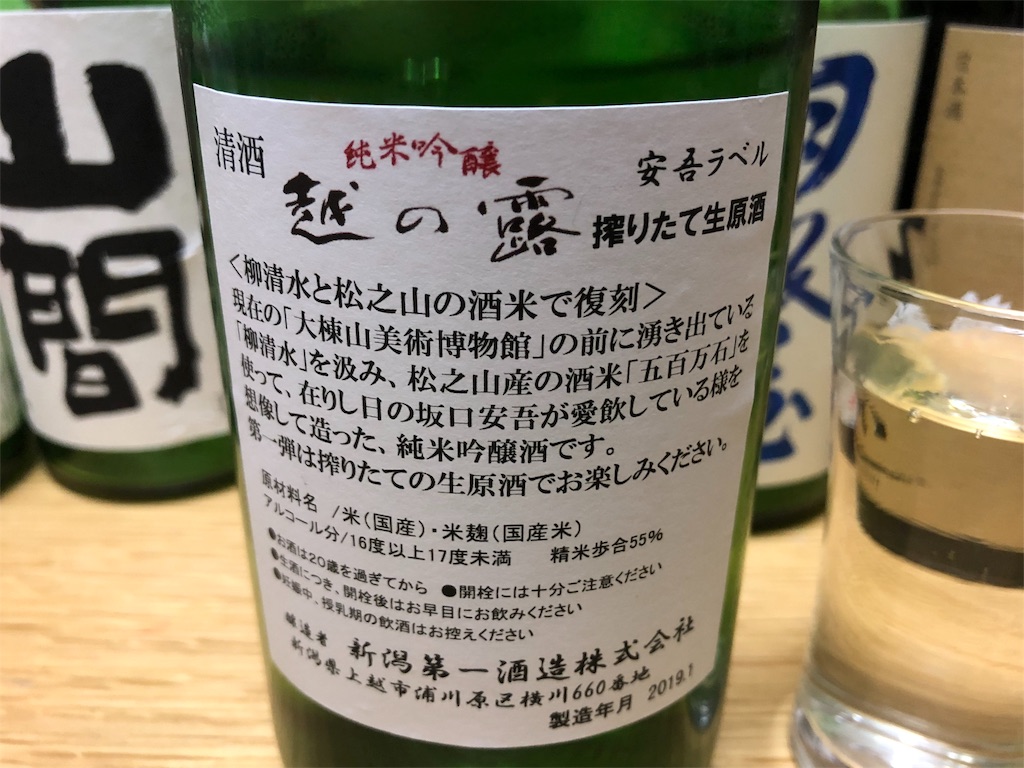 山間
清酒
純米吟醸
安吾ラベル
越の露
搾りたて生原酒
<柳清水と松之山の酒米で復刻>
現在の「大棟山美術博物館」の前に湧き出ている
「柳清水」を汲み、松之山産の酒米「五百万石」を
使って、在りし日の坂口安吾が愛飲している様を
想像して造った、純米吟醸酒です。
第一弾は搾りたての生原酒でお楽しみください。
原材料名 /米(国産)・米麹(国産米)
アルコール分/16度以上17度未満 精米歩合55%
●お酒は20歳を過ぎてから ●開栓には十分ご注意ください
●生酒につき、開栓後はお早目にお飲みください
●妊娠中、授乳期の飲酒はお控えください
醸造者 新潟第一酒造株式会社
新潟県上越市浦川原区横川660番地
製造年月 2019.1